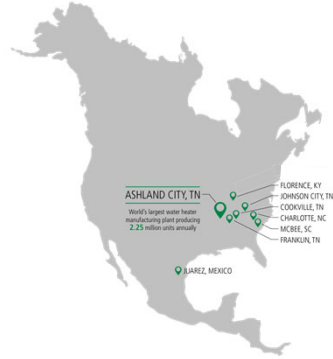 ASHLAND CITY, TN
World's largest water heater
manufacturing plant producing
2.25 million units annually
FLORENCE, KY
JOHNSON CITY, TN
COOKVILLE, TN
CHARLOTTE, NC
MCBEE, SC
FRANKLIN, TN
JUAREZ, MEXICO